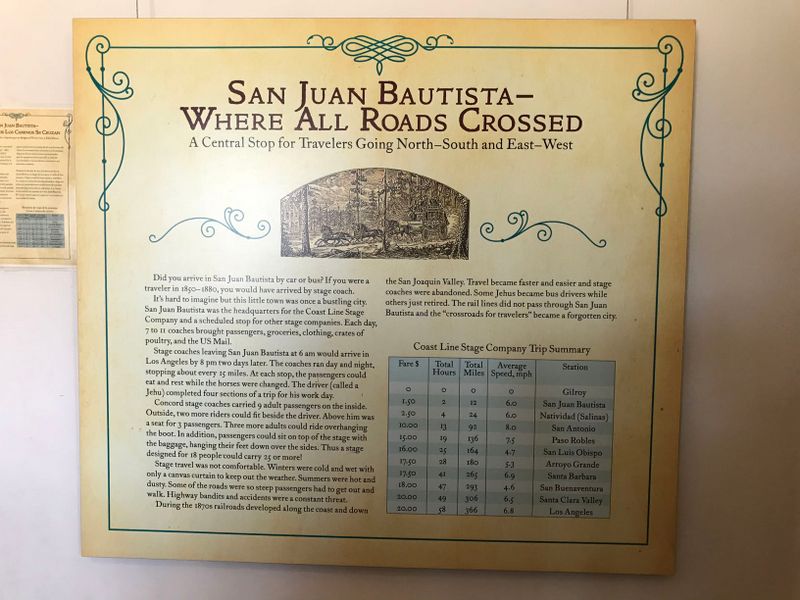 San Juan Bautista–
Where All Roads Crossed
A Central Stop for Travelers Going North–South and East–West
Did you arrive in San Juan Bautista by car or bus? If you were
traveler in 1850–1880, you would have arrived by stage coach.
It's hard to imagine but this little town was once a bustling city.
San Juan Bautista was the headquarters for the Coast Line Stage
Company and a scheduled stop for other stage companies. Each day,
7 to 11 coaches brought passengers, groceries, clothing, crates of
poultry, and the US Mail.
Stage coaches leaving San Juan Bautista at 6 am would arrive in
Los Angeles by 8 pm two days later. The coaches ran day and night,
stopping about every 15 miles. At each stop, the passengers could
eat and rest while the horses were changed. The driver (called a
Jehu) completed four sections of a trip for his work day.
Concord stage coaches carried 9 adult passengers on the inside.
Outside, two more riders could fit beside the driver. Above him was
a seat for 3 passengers. Three more adults could ride overhanging
the boot. In addition, passengers could sit on top of the stage with
the baggage, hanging their feet down over the sides. Thus a stage
designed for 18 people could carry 25 or more!
Stage travel was not comfortable. Winters were cold and wet with
only a canvas curtain to keep out the weather. Summers were hot and
dusty. Some of the roads were so steep passengers had to get out and
walk. Highway bandits and accidents were a constant threat.
During the 1870s railroads developed along the coast and down
the San Joaquin Valley. Travel became faster and easier and stage
coaches were abandoned. Some Jehus became bus drivers while
others just retired. The rail lines did not pass through San Juan
Bautista and the "crossroads for travelers" became a forgotten city.
Coast Line Stage Company Trip Summary
Fare $ Total Hours Total Miles Average Speed, mph Station
0 0 0 0 Gilroy
1.50 2 12 6.0 San Juan Bautista
2.50 4 24 6.0 Natividad (Salinas)
10.00 13 92 8.0 San Antonio
15.00 19 136 7.5 Paso Robles
16.00 25 164 4.7 San Luis Obispo
17.50 28 180 5.3 Arroyo Grande
17.50 41 265 6.9 Santa Barbara
18.00 47 293 4.6 San Buenaventura
20.00 49 306 6.5 Santa Clara Valley
20.00 58 366 6.8 Los Angeles